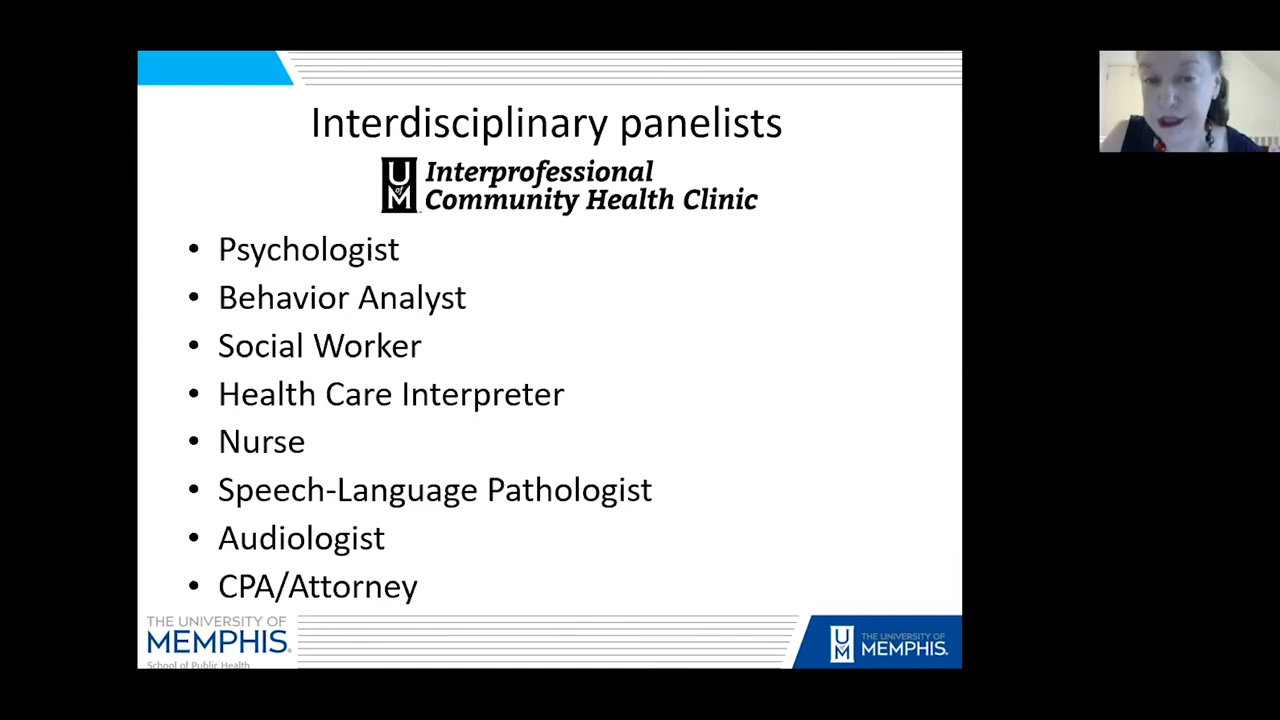 Interdisciplinary panelists
U of M Interprofessional
Community Health Clinic
• Psychologist
• Behavior Analyst
• Social Worker
• Health Care Interpreter
• Nurse
• Speech-Language Pathologist
• Audiologist
• CPA/Attorney
THE UNIVERSITY OF
MEMPHIS.
School of Public Health
U M
THE UNIVERSITY OF
MEMPHIS.